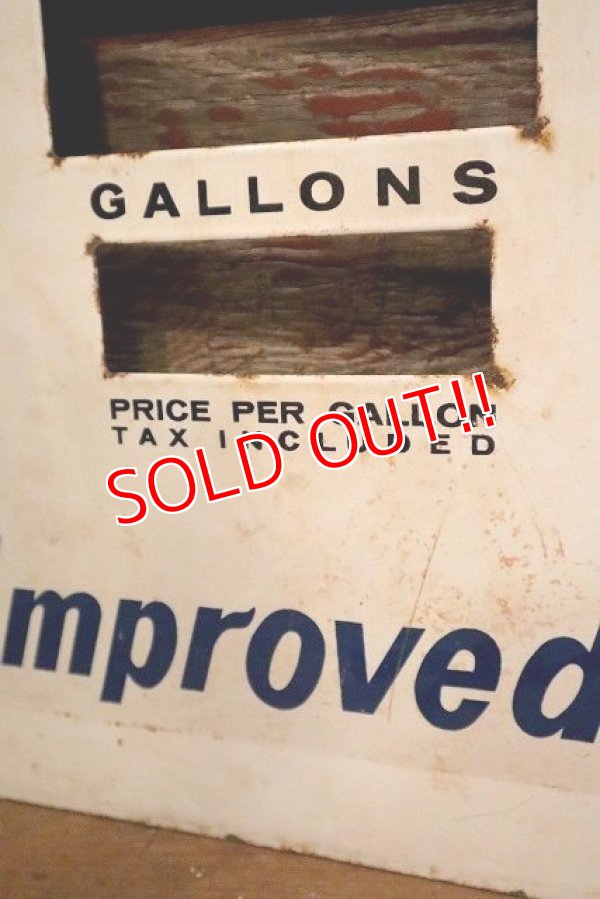 GALLONS
PRICE PER GALLON
TAX INCLUDED
SOLD OUT!!
mproved